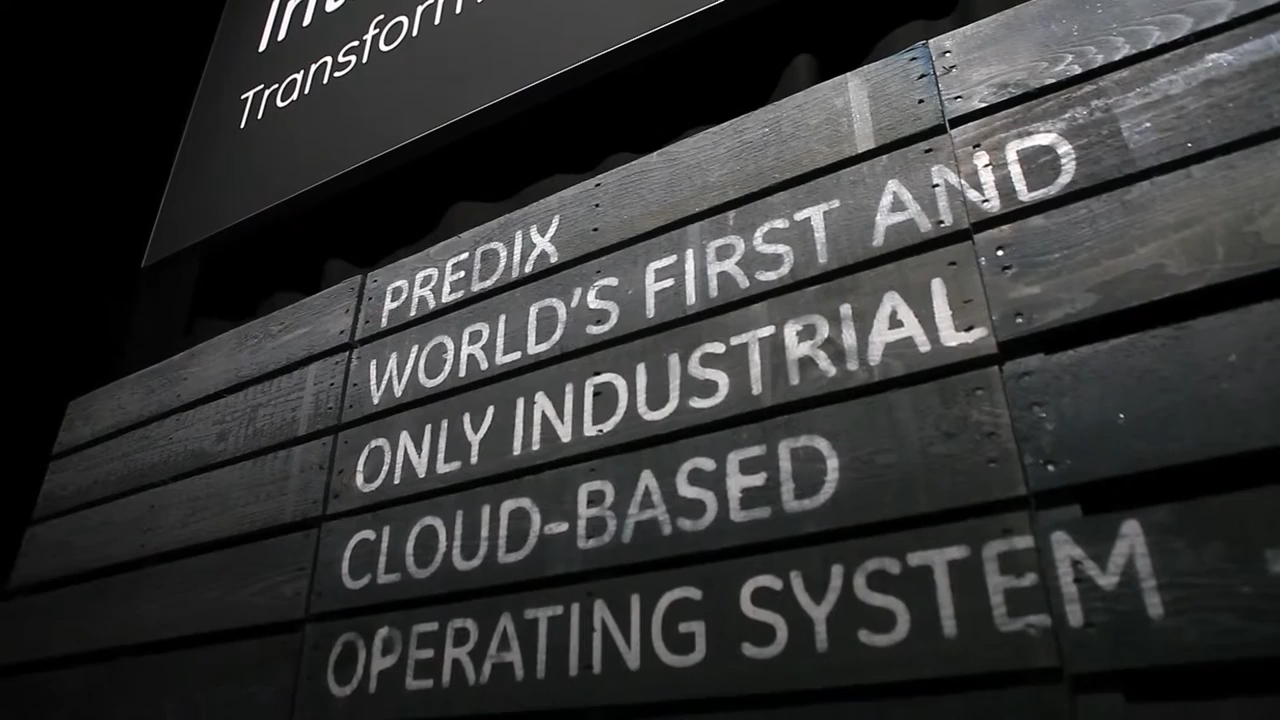 Transform
PREDIX
WORLD'S FIRST AND
ONLY INDUSTRIAL
CLOUD-BASED
OPERATING SYSTEM